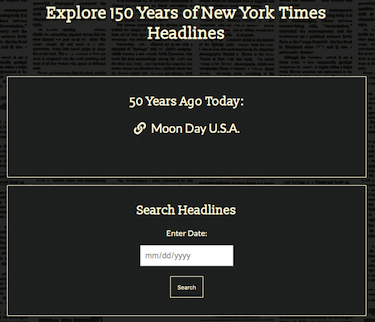 Explore 150 Years of New York Times
Headlines
50 Years Ago Today:
Moon Day U.S.A.
Search Headlines
Enter Date:
mm/dd/yyyy
Search